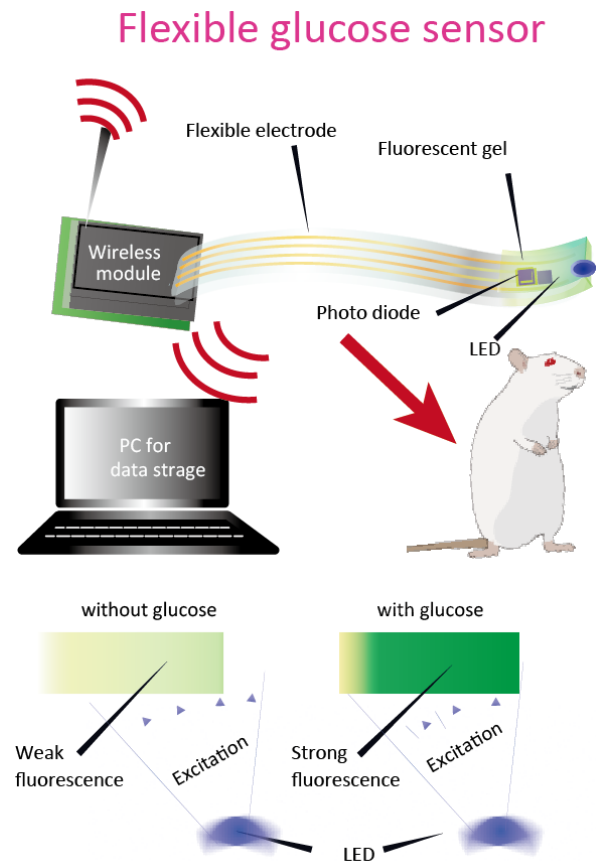 Flexible glucose sensor
Flexible electrode
Fluorescent gel
Wireless
module
Photo diode
LED
PC for
data strage
without glucose
with glucose
Weak
fluorescence
Excitation
Strong
fluorescence
Excitation
LED